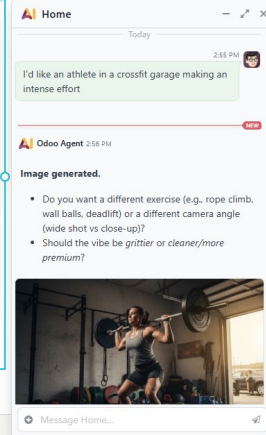 AI Home
Today
2:55 PM
I'd like an athlete in a crossfit garage making an
intense effort
NEW
AI Odoo Agent 2:56 PM
Image generated.
• Do you want a different exercise (e.g., rope climb,
wall balls, deadlift) or a different camera angle
(wide shot vs close-up)?
• Should the vibe be grittier or cleaner/more
premium?
Message Home...